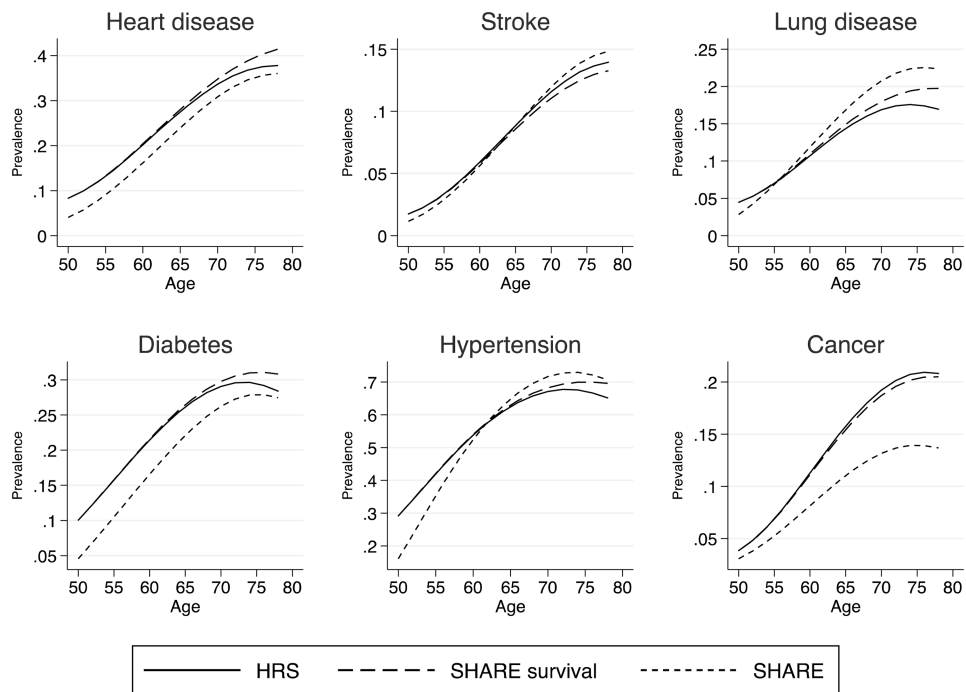 Heart disease
Stroke
Lung disease
Prevalence
.4
.3
.2
.1
0
50 55 60 65 70 75 80
Age
Prevalence
.15
.1
.05
0
50 55 60 65 70 75 80
Age
Prevalence
.25
.2
.15
.1
.05
0
50 55 60 65 70 75 80
Age
Diabetes
Hypertension
Cancer
Prevalence
.3
.25
.2
.15
.1
.05
50 55 60 65 70 75 80
Age
Prevalence
.7
.6
.5
.4
.3
.2
50 55 60 65 70 75 80
Age
Prevalence
.2
.15
.1
.05
50 55 60 65 70 75 80
Age
HRS SHARE survival SHARE